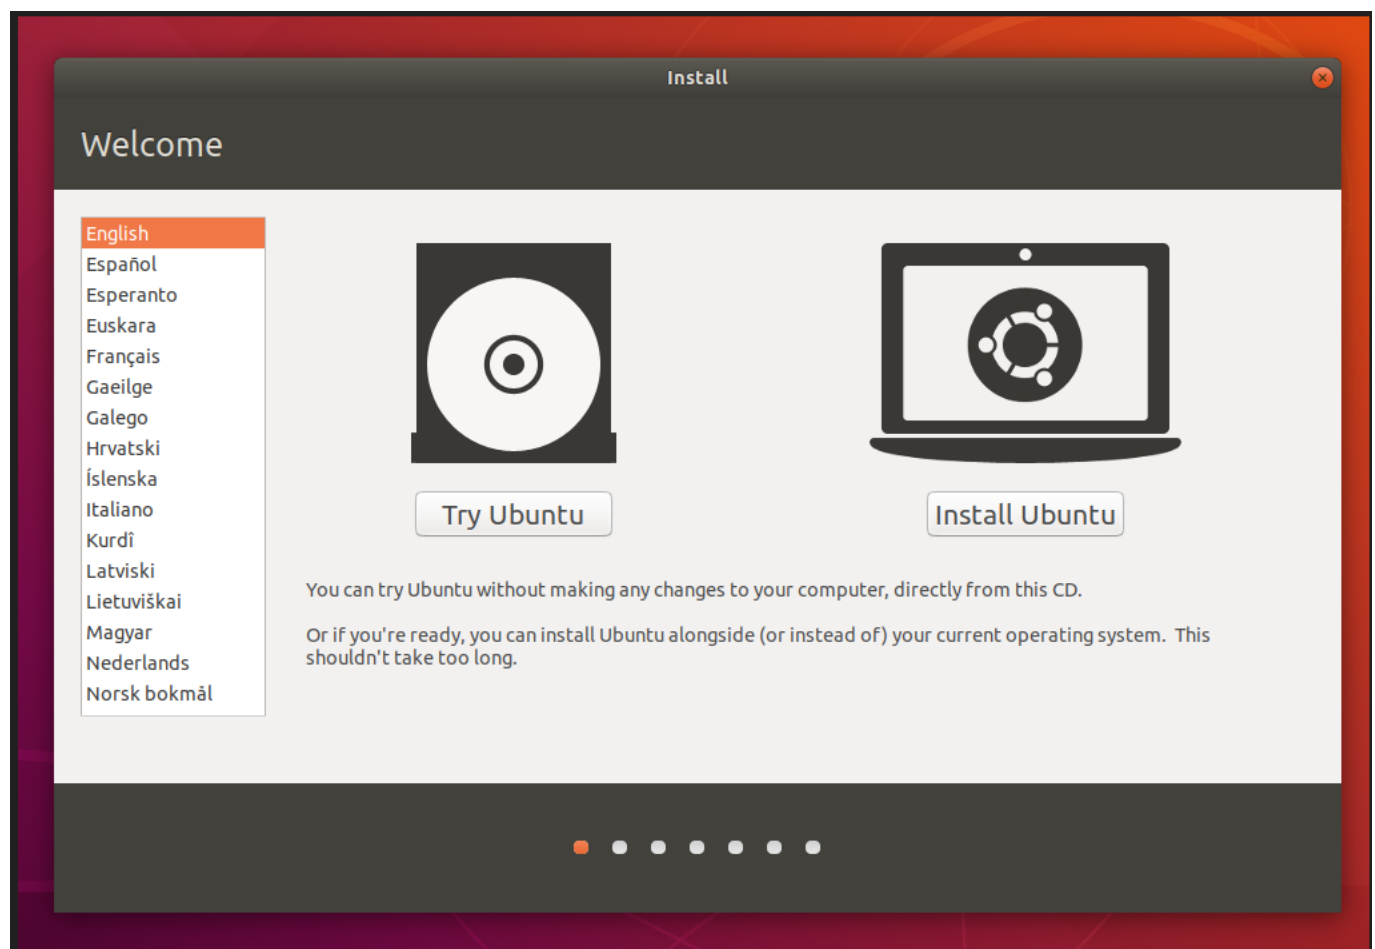 Install
Welcome
English
Español
Esperanto
Euskara
Français
Gaeilge
Galego
Hrvatski
Íslenska
Italiano
Kurdî
Latviski
Lietuviškai
Magyar
Nederlands
Norsk bokmål
Try Ubuntu
Install Ubuntu
You can try Ubuntu without making any changes to your computer, directly from this CD.
Or if you're ready, you can install Ubuntu alongside (or instead of) your current operating system.  This
shouldn't take too long.